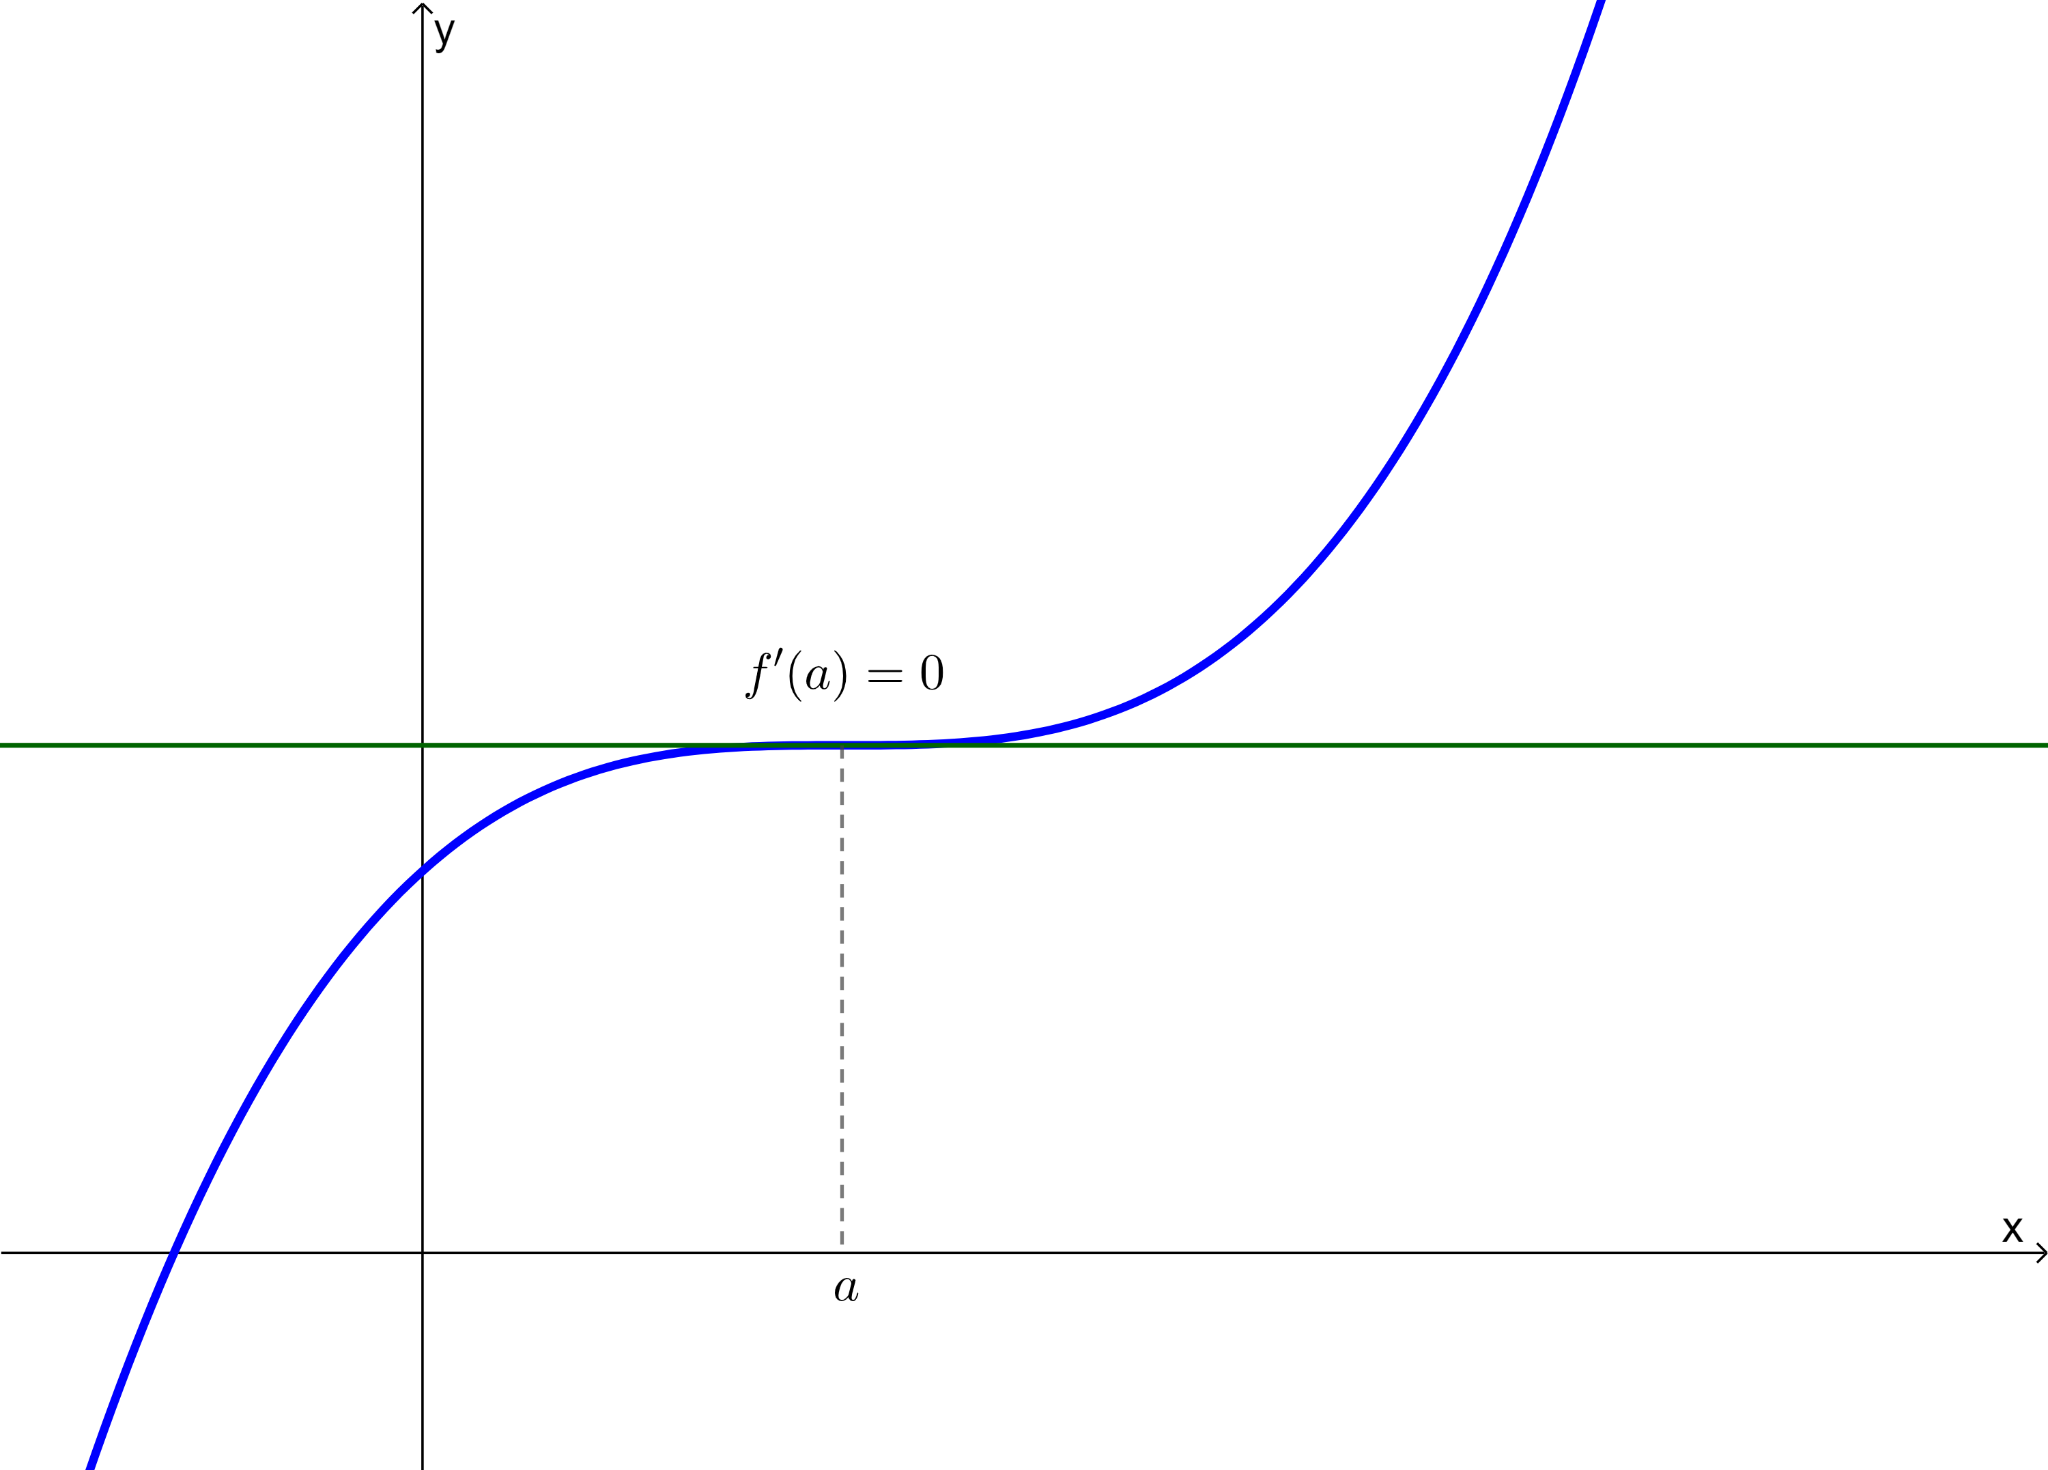 y
f′(a) = 0
x
a